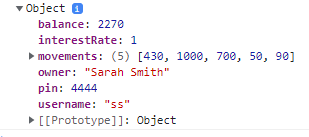 ▼Object i
balance: 2270
interestRate: 1
▶movements: (5) [430, 1000, 700, 50, 90]
owner: "Sarah Smith"
pin: 4444
username: "ss"
▶[[Prototype]]: Object